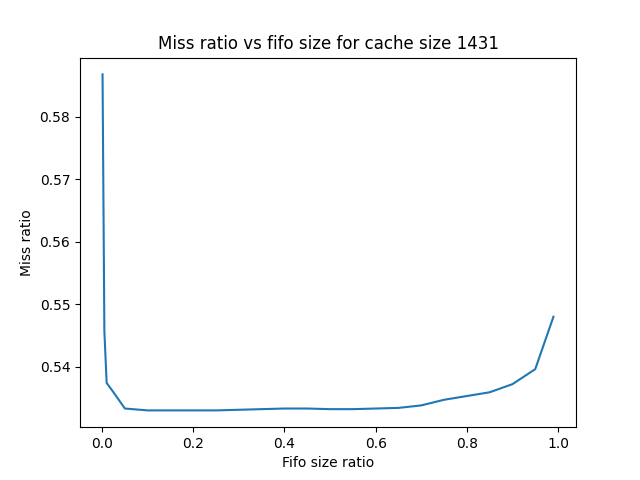 Miss ratio vs fifo size for cache size 1431
0.58
0.57
0.56
0.55
0.54
Miss ratio
0.0 0.2 0.4 0.6 0.8 1.0
Fifo size ratio